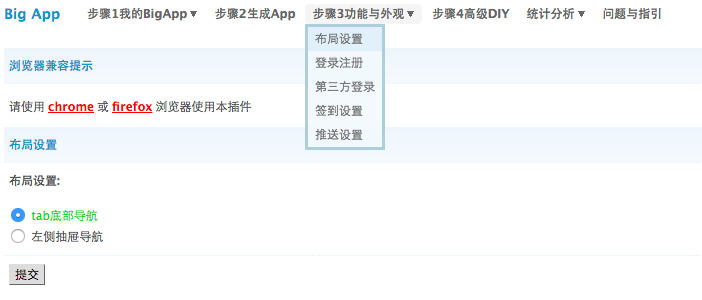 Big App 步骤1我的BigApp 步骤2生成App 步骤3功能与外观 步骤4高级DIY 统计分析 问题与指引
布局设置
登录注册
第三方登录
签到设置
推送设置
浏览器兼容提示
请使用 chrome 或 firefox 浏览器使用本插件
布局设置
布局设置:
tab底部导航
左侧抽屉导航
提交